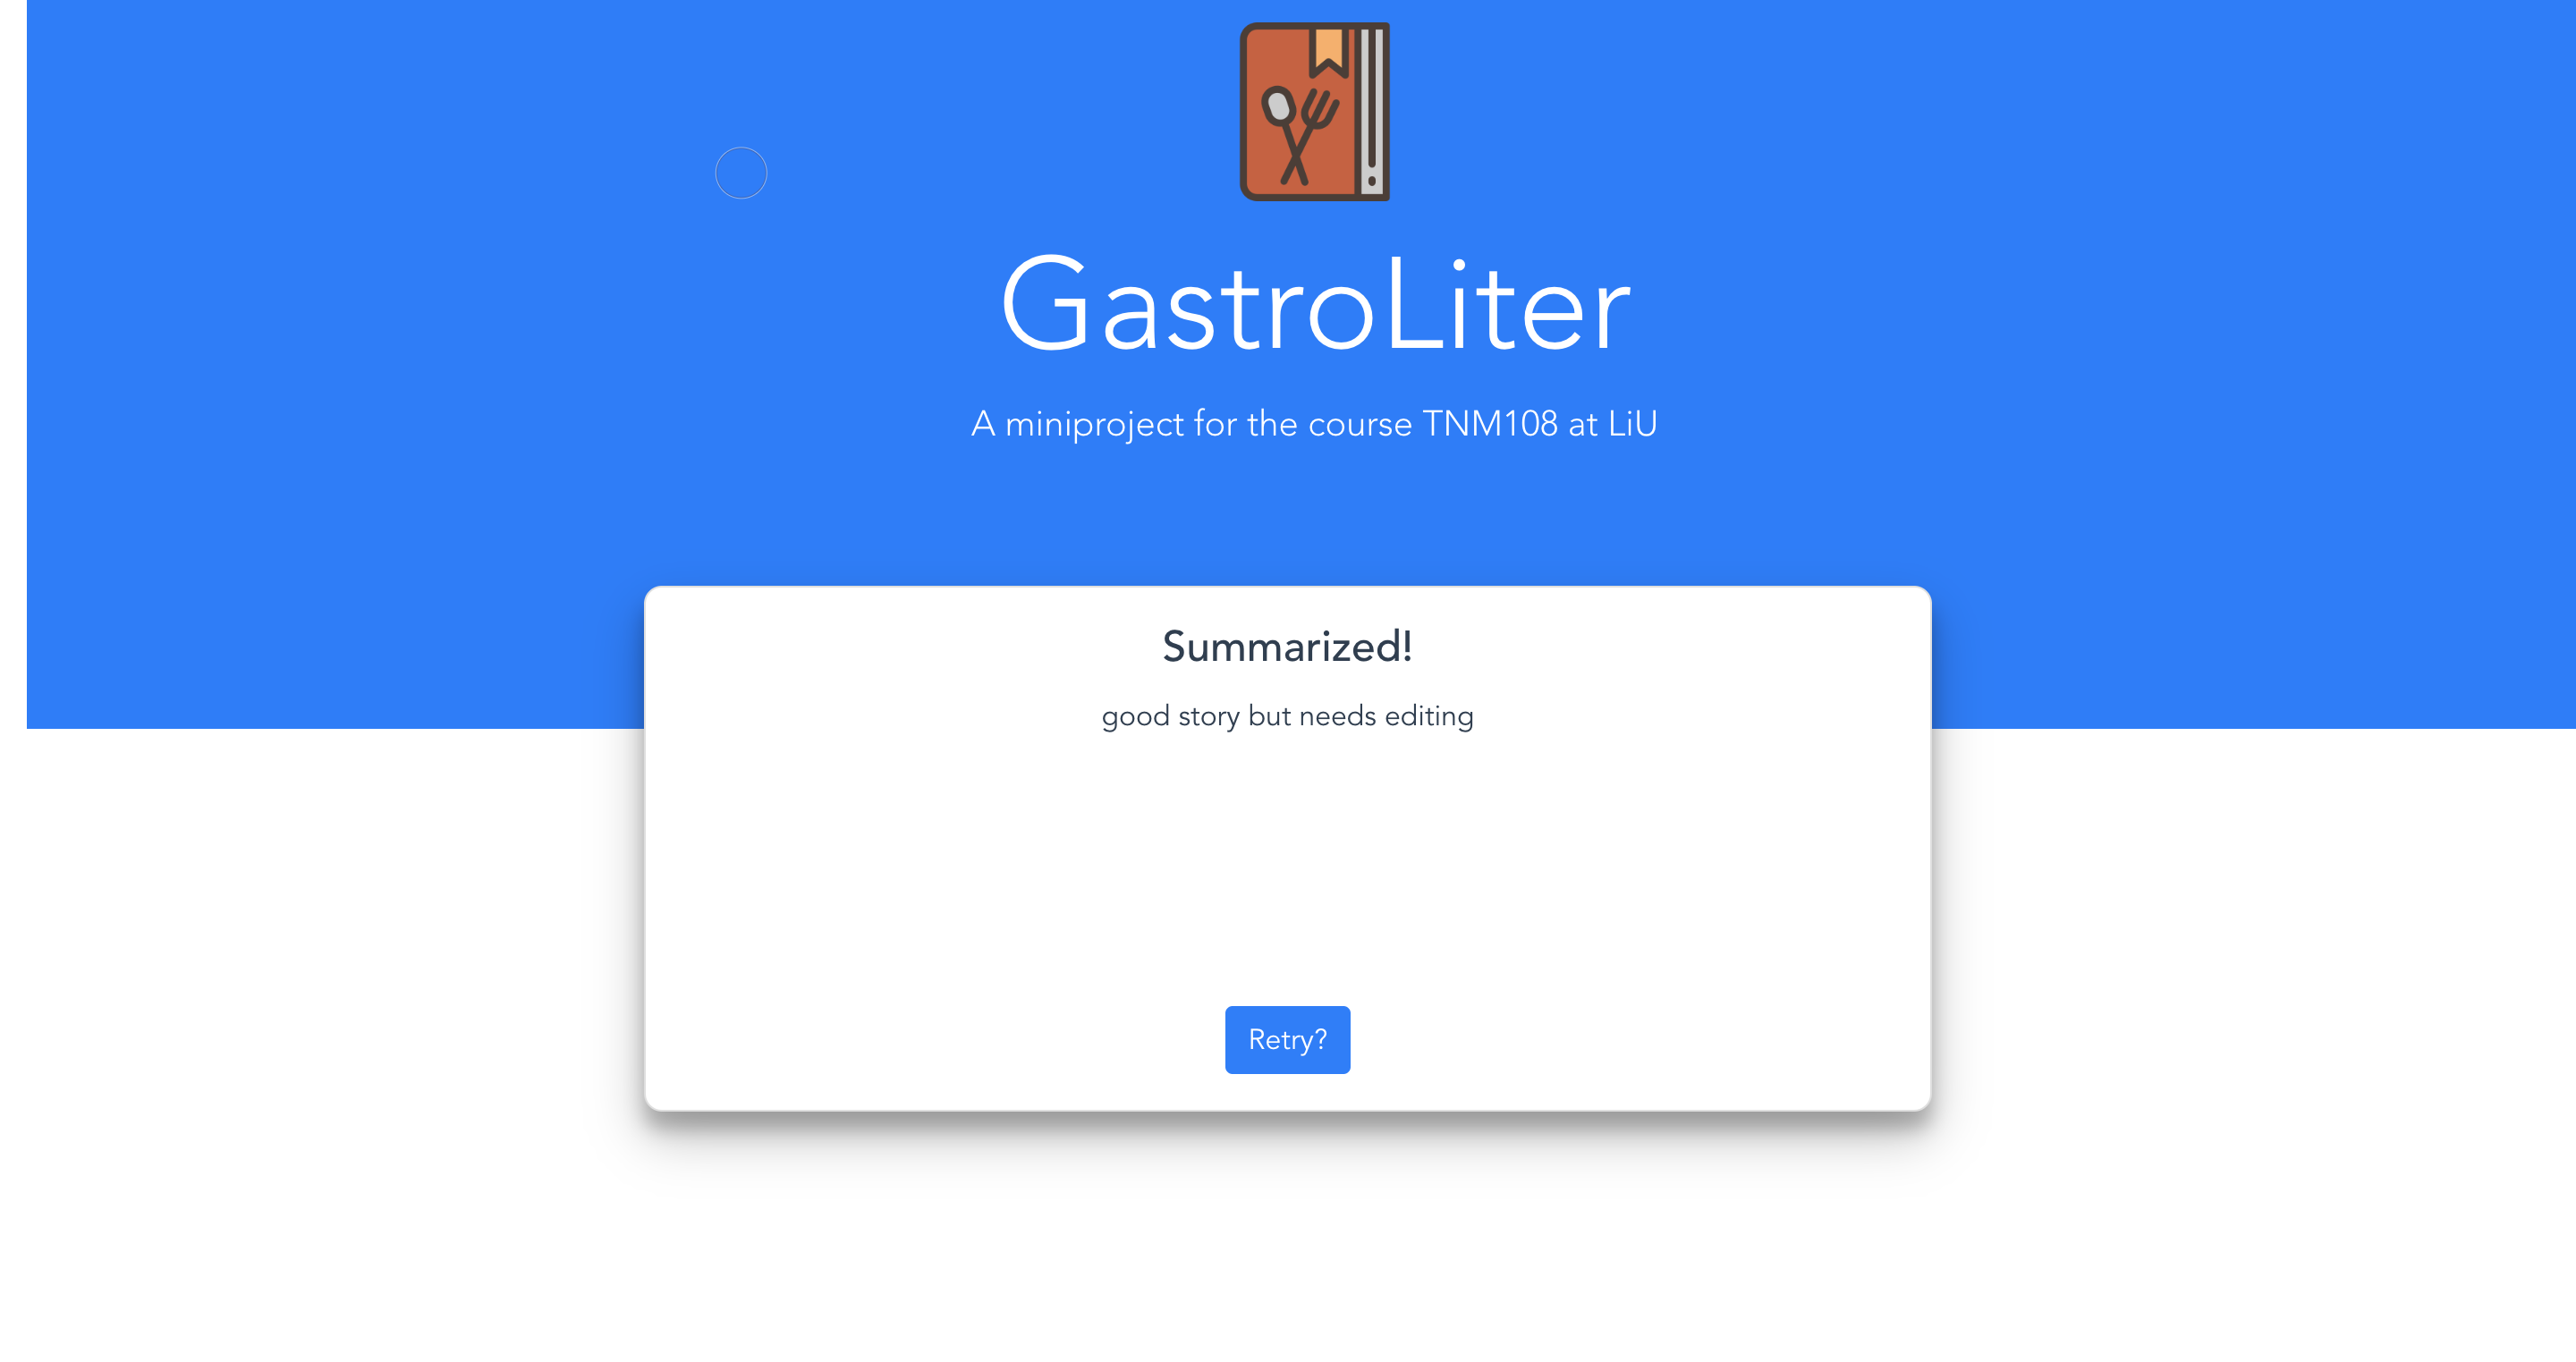 GastroLiter
A miniproject for the course TNM108 at LiU
Summarized!
good story but needs editing
Retry?